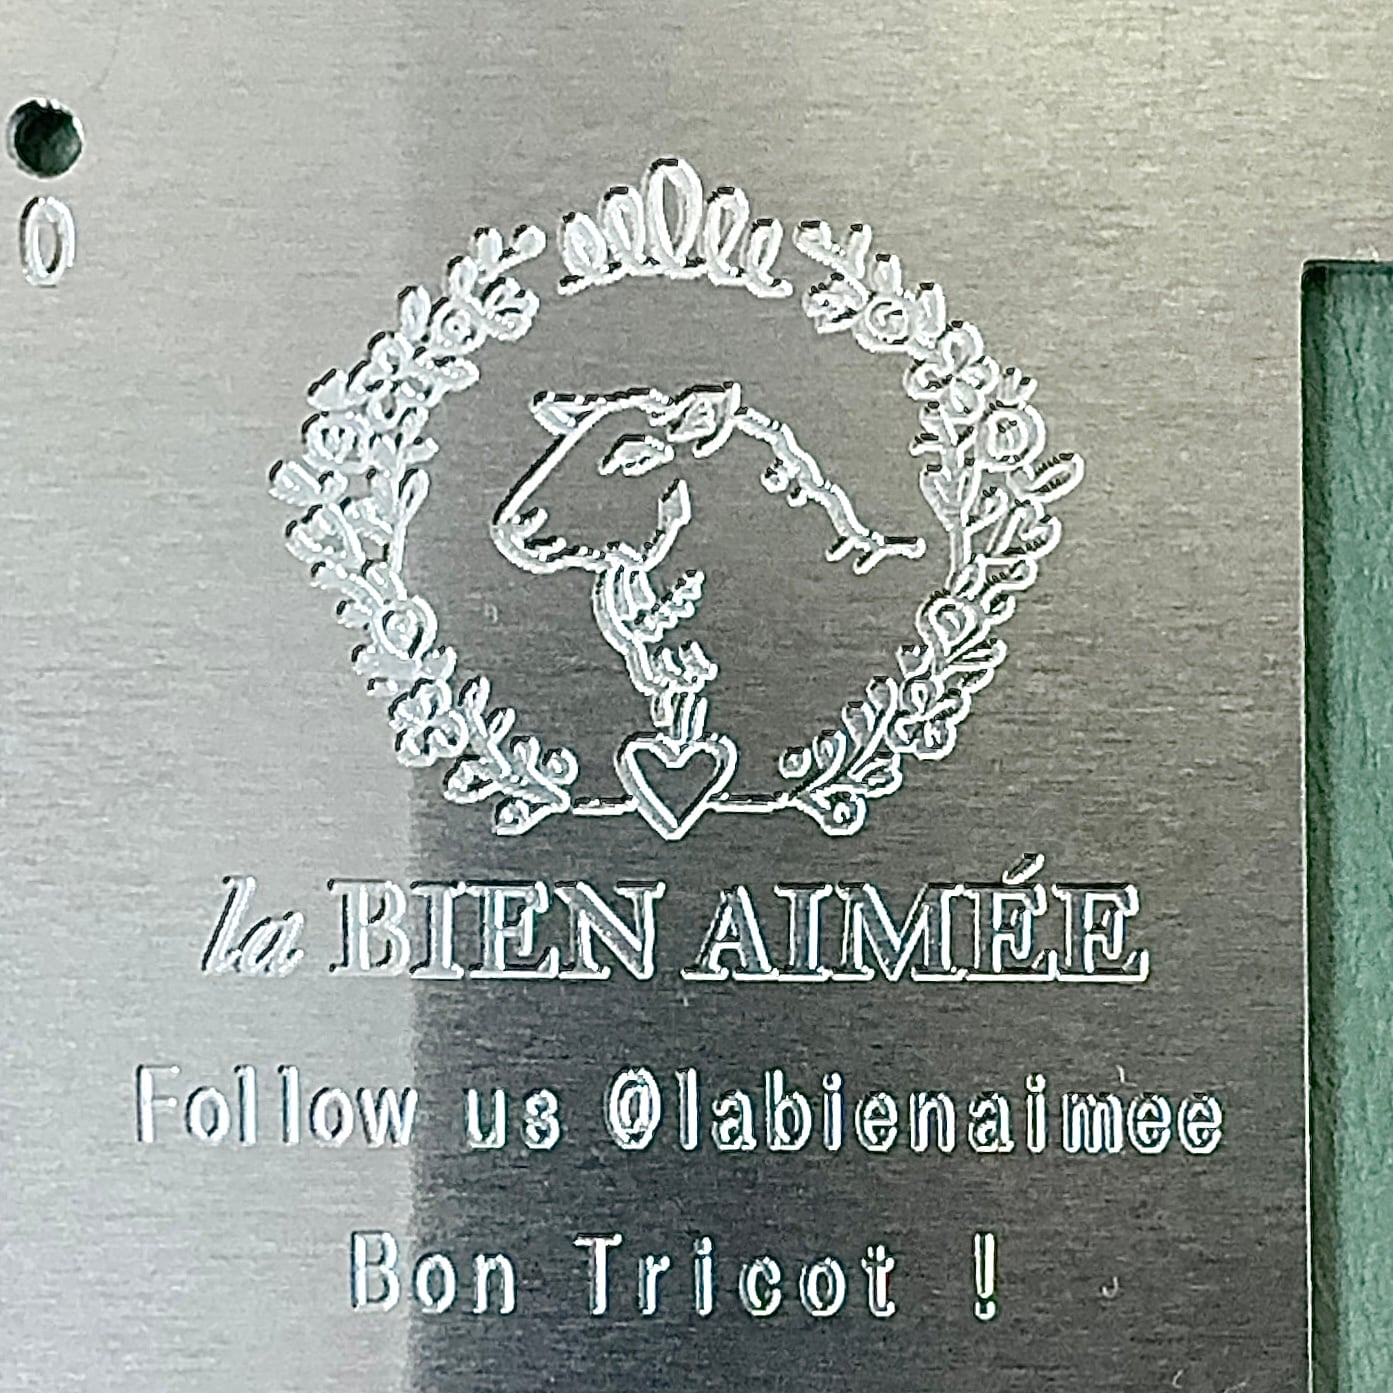 0
la BIEN AIMÉE
Follow us @labienaimee
Bon Tricot !